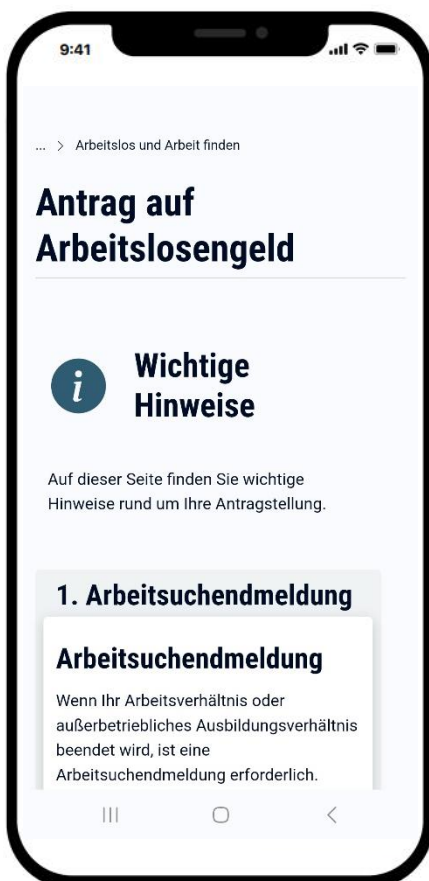 9:41
... > Arbeitslos und Arbeit finden
Antrag auf
Arbeitslosengeld
i
Wichtige
Hinweise
Auf dieser Seite finden Sie wichtige
Hinweise rund um Ihre Antragstellung.
1. Arbeitsuchendmeldung
Arbeitsuchendmeldung
Wenn Ihr Arbeitsverhältnis oder
außerbetriebliches Ausbildungsverhältnis
beendet wird, ist eine
Arbeitsuchendmeldung erforderlich.